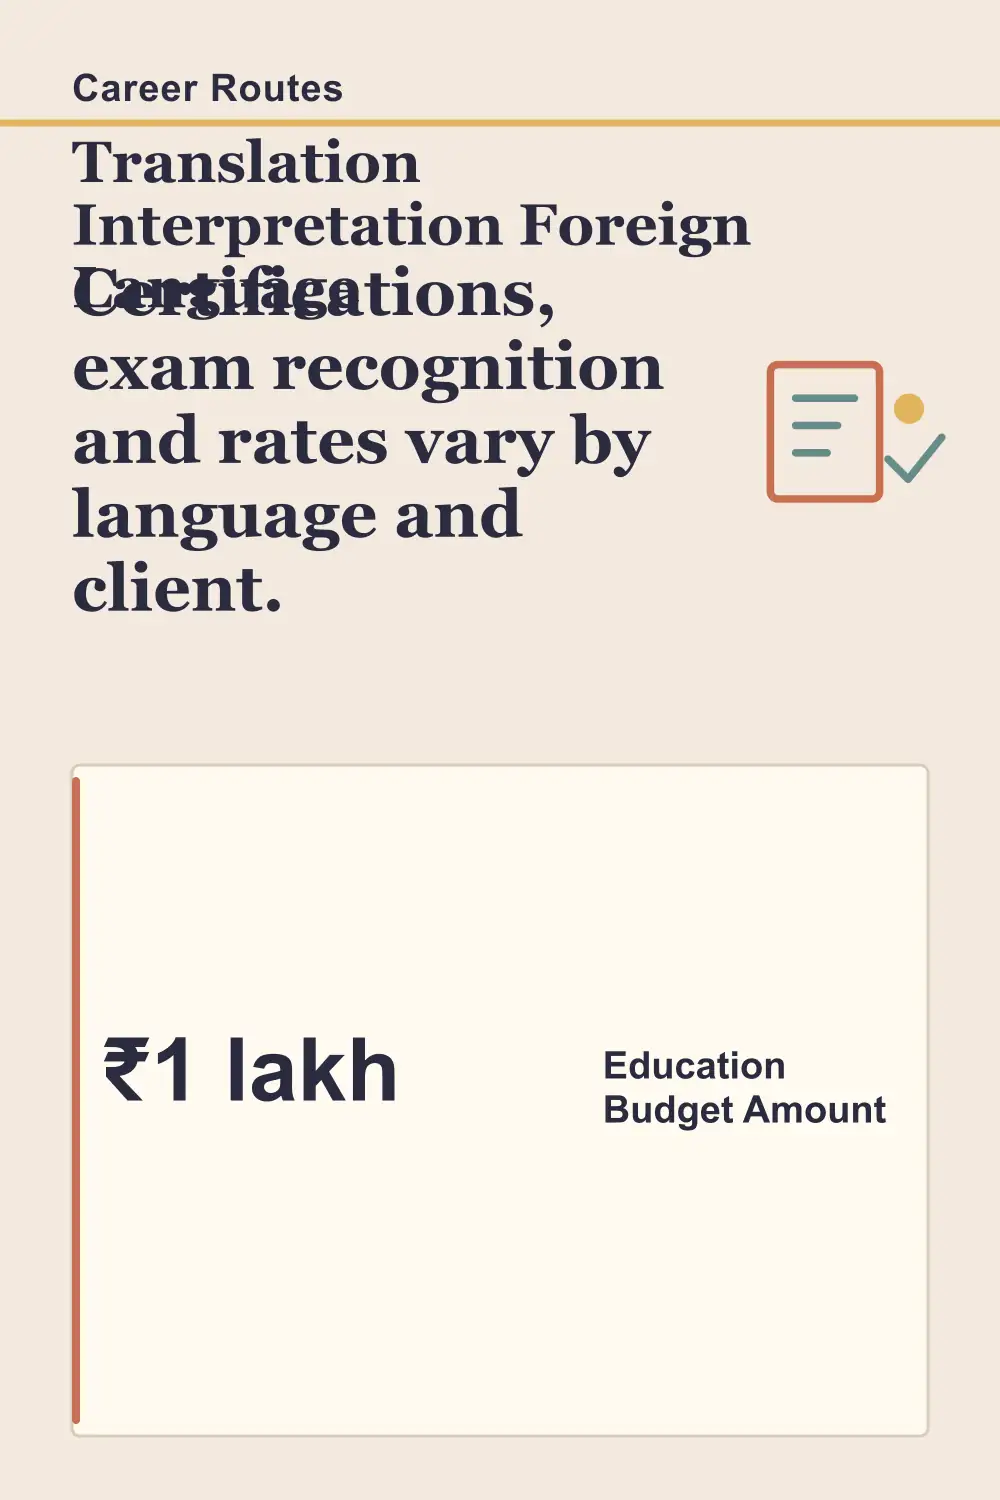 Career Routes
Translation
Interpretation Foreign
Language
Certifications,
exam recognition
and rates vary by
language and
client.
₹1 lakh
Education
Budget Amount